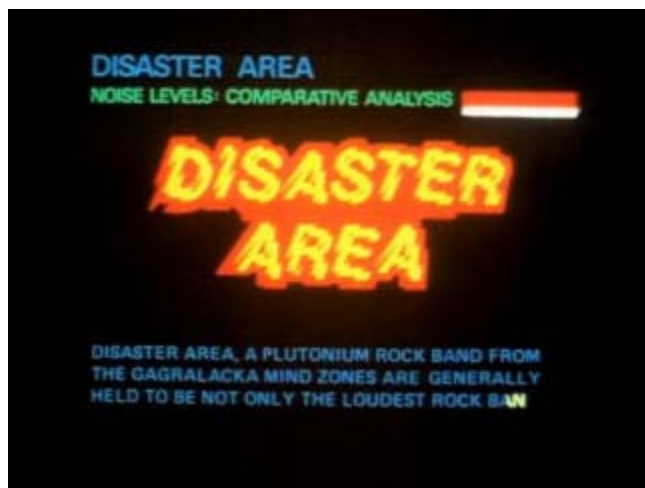 DISASTER AREA
NOISE LEVELS: COMPARATIVE ANALYSIS
DISASTER
AREA
DISASTER AREA, A PLUTONIUM ROCK BAND FROM
THE GAGRALACKA MIND ZONES ARE GENERALLY
HELD TO BE NOT ONLY THE LOUDEST ROCK BAN